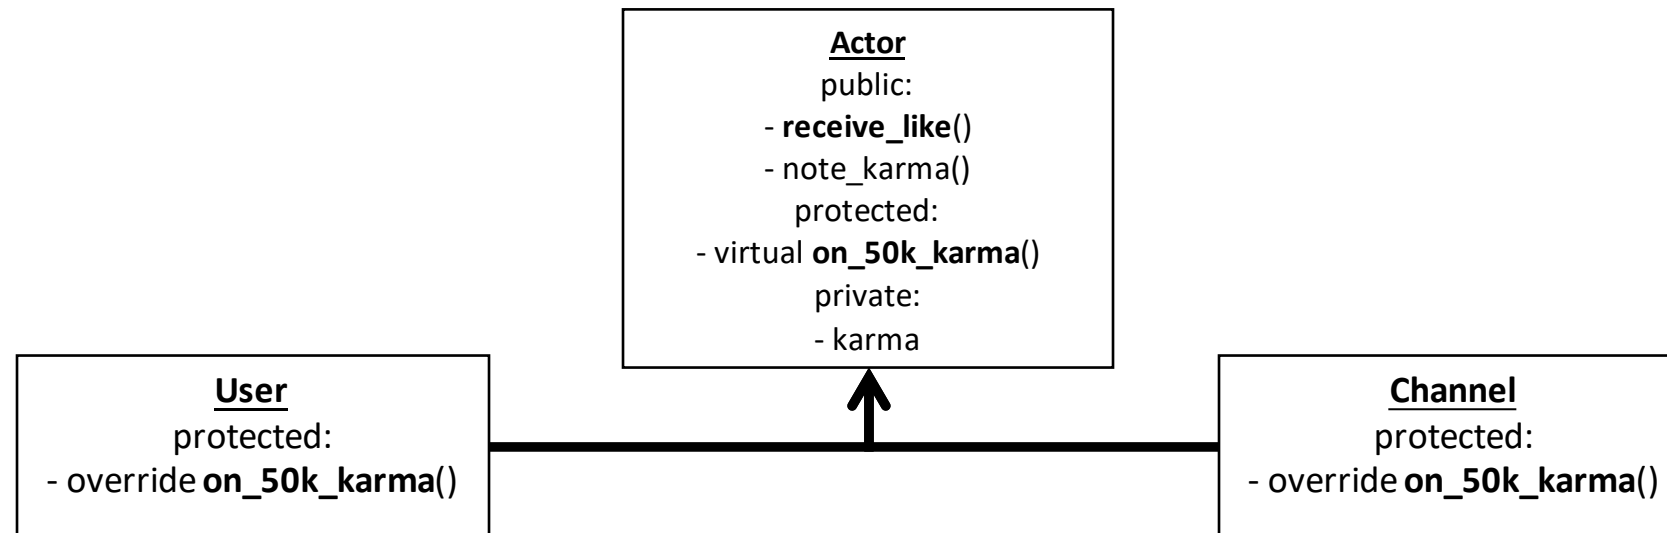 Actor
public:
- receive_like()
- note_karma()
protected:
- virtual on_50k_karma()
private:
- karma
User
protected:
- override on_50k_karma()
Channel
protected:
- override on_50k_karma()